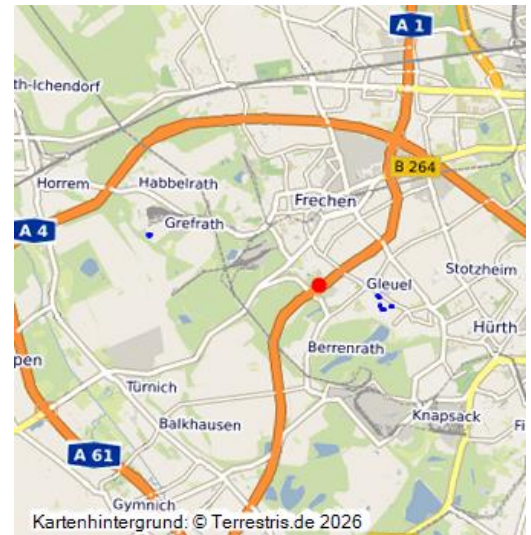 A 1
th-Ichendorf
B 264
Horrem
Habbelrath
Frechen
Grefrath
A 4
Gleuel
Stotzheim
Hürth
Berrenrath
pen
Türnich
Knapsack
Balkhausen
Fi
A 61
Gymnich
Kartenhintergrund: © Terrestris.de 2026